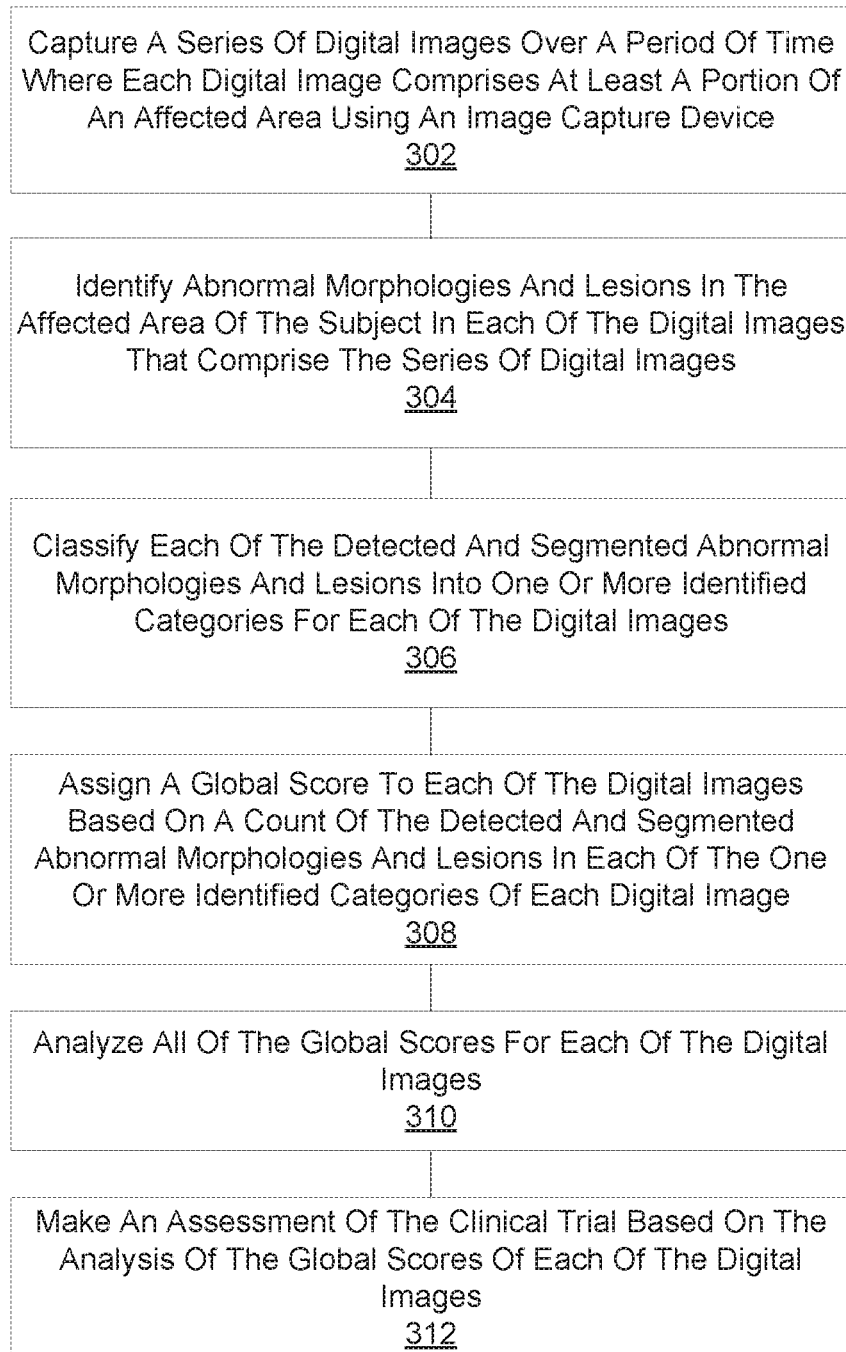 Capture A Series Of Digital Images Over A Period Of Time
Where Each Digital Image Comprises At Least A Portion Of
An Affected Area Using An Image Capture Device
302
Identify Abnormal Morphologies And Lesions In The
Affected Area Of The Subject In Each Of The Digital Images
That Comprise The Series Of Digital Images
304
Classify Each Of The Detected And Segmented Abnormal
Morphologies And Lesions Into One Or More Identified
Categories For Each Of The Digital Images
306
Assign A Global Score To Each Of The Digital Images
Based On A Count Of The Detected And Segmented
Abnormal Morphologies And Lesions In Each Of The One
Or More Identified Categories Of Each Digital Image
308
Analyze All Of The Global Scores For Each Of The Digital
Images
310
Make An Assessment Of The Clinical Trial Based On The
Analysis Of The Global Scores Of Each Of The Digital
Images
312